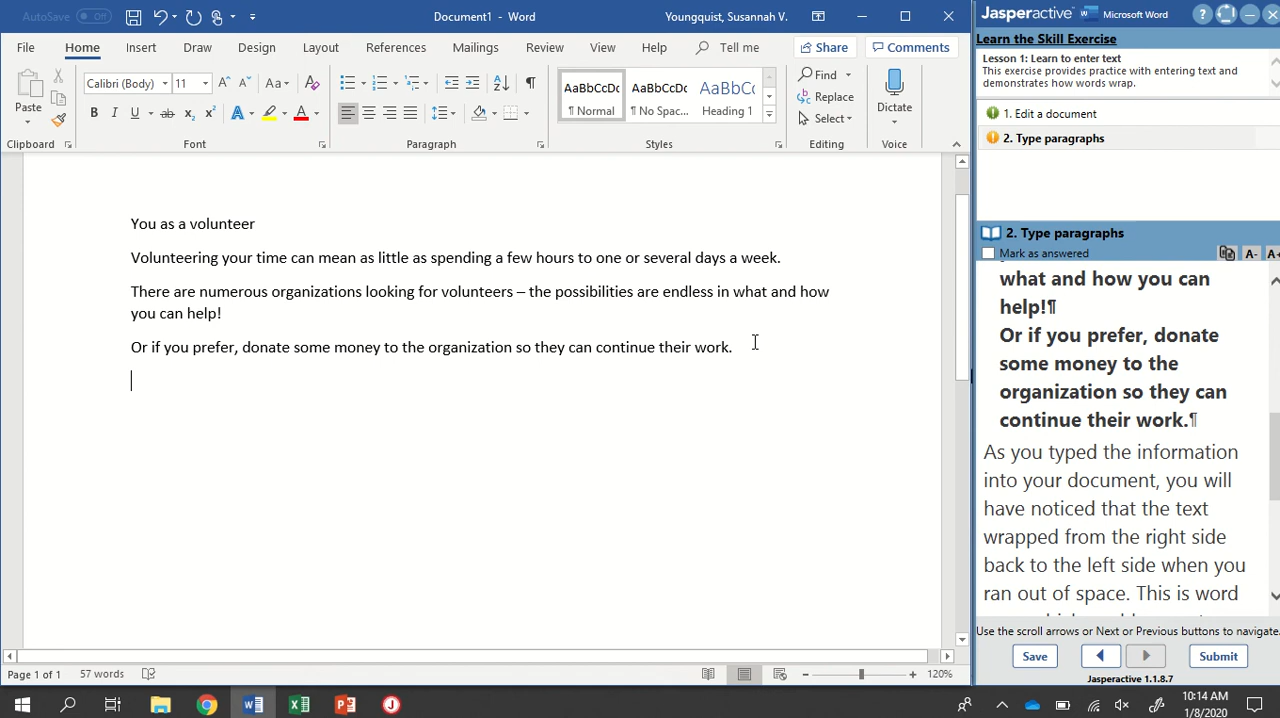 AutoSave Off
Document1 - Word
Youngquist, Susannah V.
File Home Insert Draw Design Layout References Mailings Review View Help Tell me Share Comments
Paste
Calibri (Body) 11
AaBbCcDc AaBbCcDc AaBbCc
¶ Normal ¶ No Spac... Heading 1
Find
Replace
Select
Dictate
Clipboard Font Paragraph Styles Editing Voice
You as a volunteer
Volunteering your time can mean as little as spending a few hours to one or several days a week.
There are numerous organizations looking for volunteers – the possibilities are endless in what and how
you can help!
Or if you prefer, donate some money to the organization so they can continue their work.
Page 1 of 1 57 words 120%
Jasperactive Microsoft Word
Learn the Skill Exercise
Lesson 1: Learn to enter text
This exercise provides practice with entering text and
demonstrates how words wrap.
1. Edit a document
2. Type paragraphs
2. Type paragraphs
Mark as answered A- A+
what and how you can
help!¶
Or if you prefer, donate
some money to the
organization so they can
continue their work.¶
As you typed the information
into your document, you will
have noticed that the text
wrapped from the right side
back to the left side when you
ran out of space. This is word
Use the scroll arrows or Next or Previous buttons to navigate.
Save Submit
Jasperactive 1.1.8.7
10:14 AM
1/8/2020